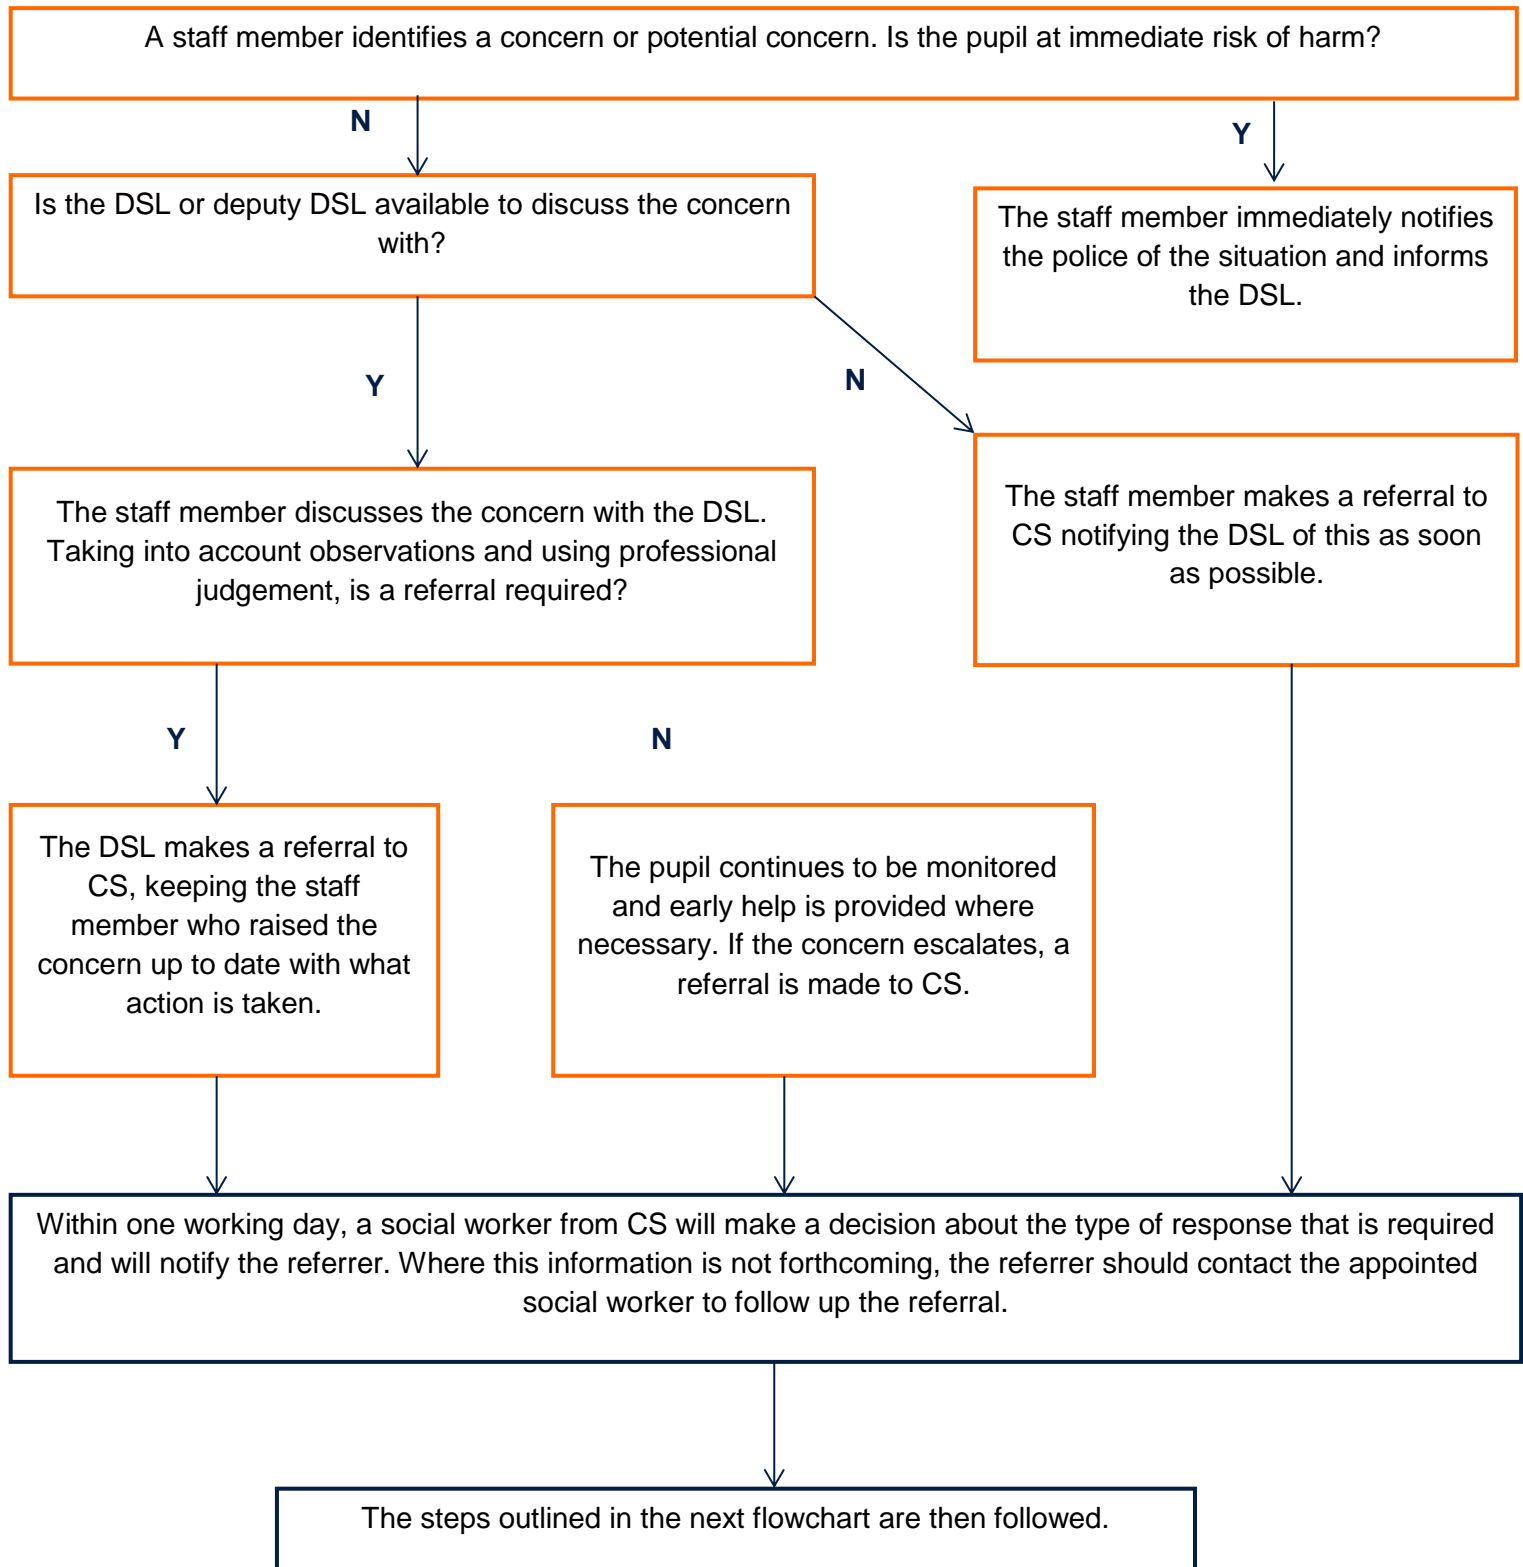 A staff member identifies a concern or potential concern. Is the pupil at immediate risk of harm?
N
Y
Is the DSL or deputy DSL available to discuss the concern
with?
The staff member immediately notifies
the police of the situation and informs
the DSL.
Y
N
The staff member discusses the concern with the DSL.
Taking into account observations and using professional
judgement, is a referral required?
The staff member makes a referral to
CS notifying the DSL of this as soon
as possible.
Y
N
The DSL makes a referral to
CS, keeping the staff
member who raised the
concern up to date with what
action is taken.
The pupil continues to be monitored
and early help is provided where
necessary. If the concern escalates, a
referral is made to CS.
Within one working day, a social worker from CS will make a decision about the type of response that is required
and will notify the referrer. Where this information is not forthcoming, the referrer should contact the appointed
social worker to follow up the referral.
The steps outlined in the next flowchart are then followed.